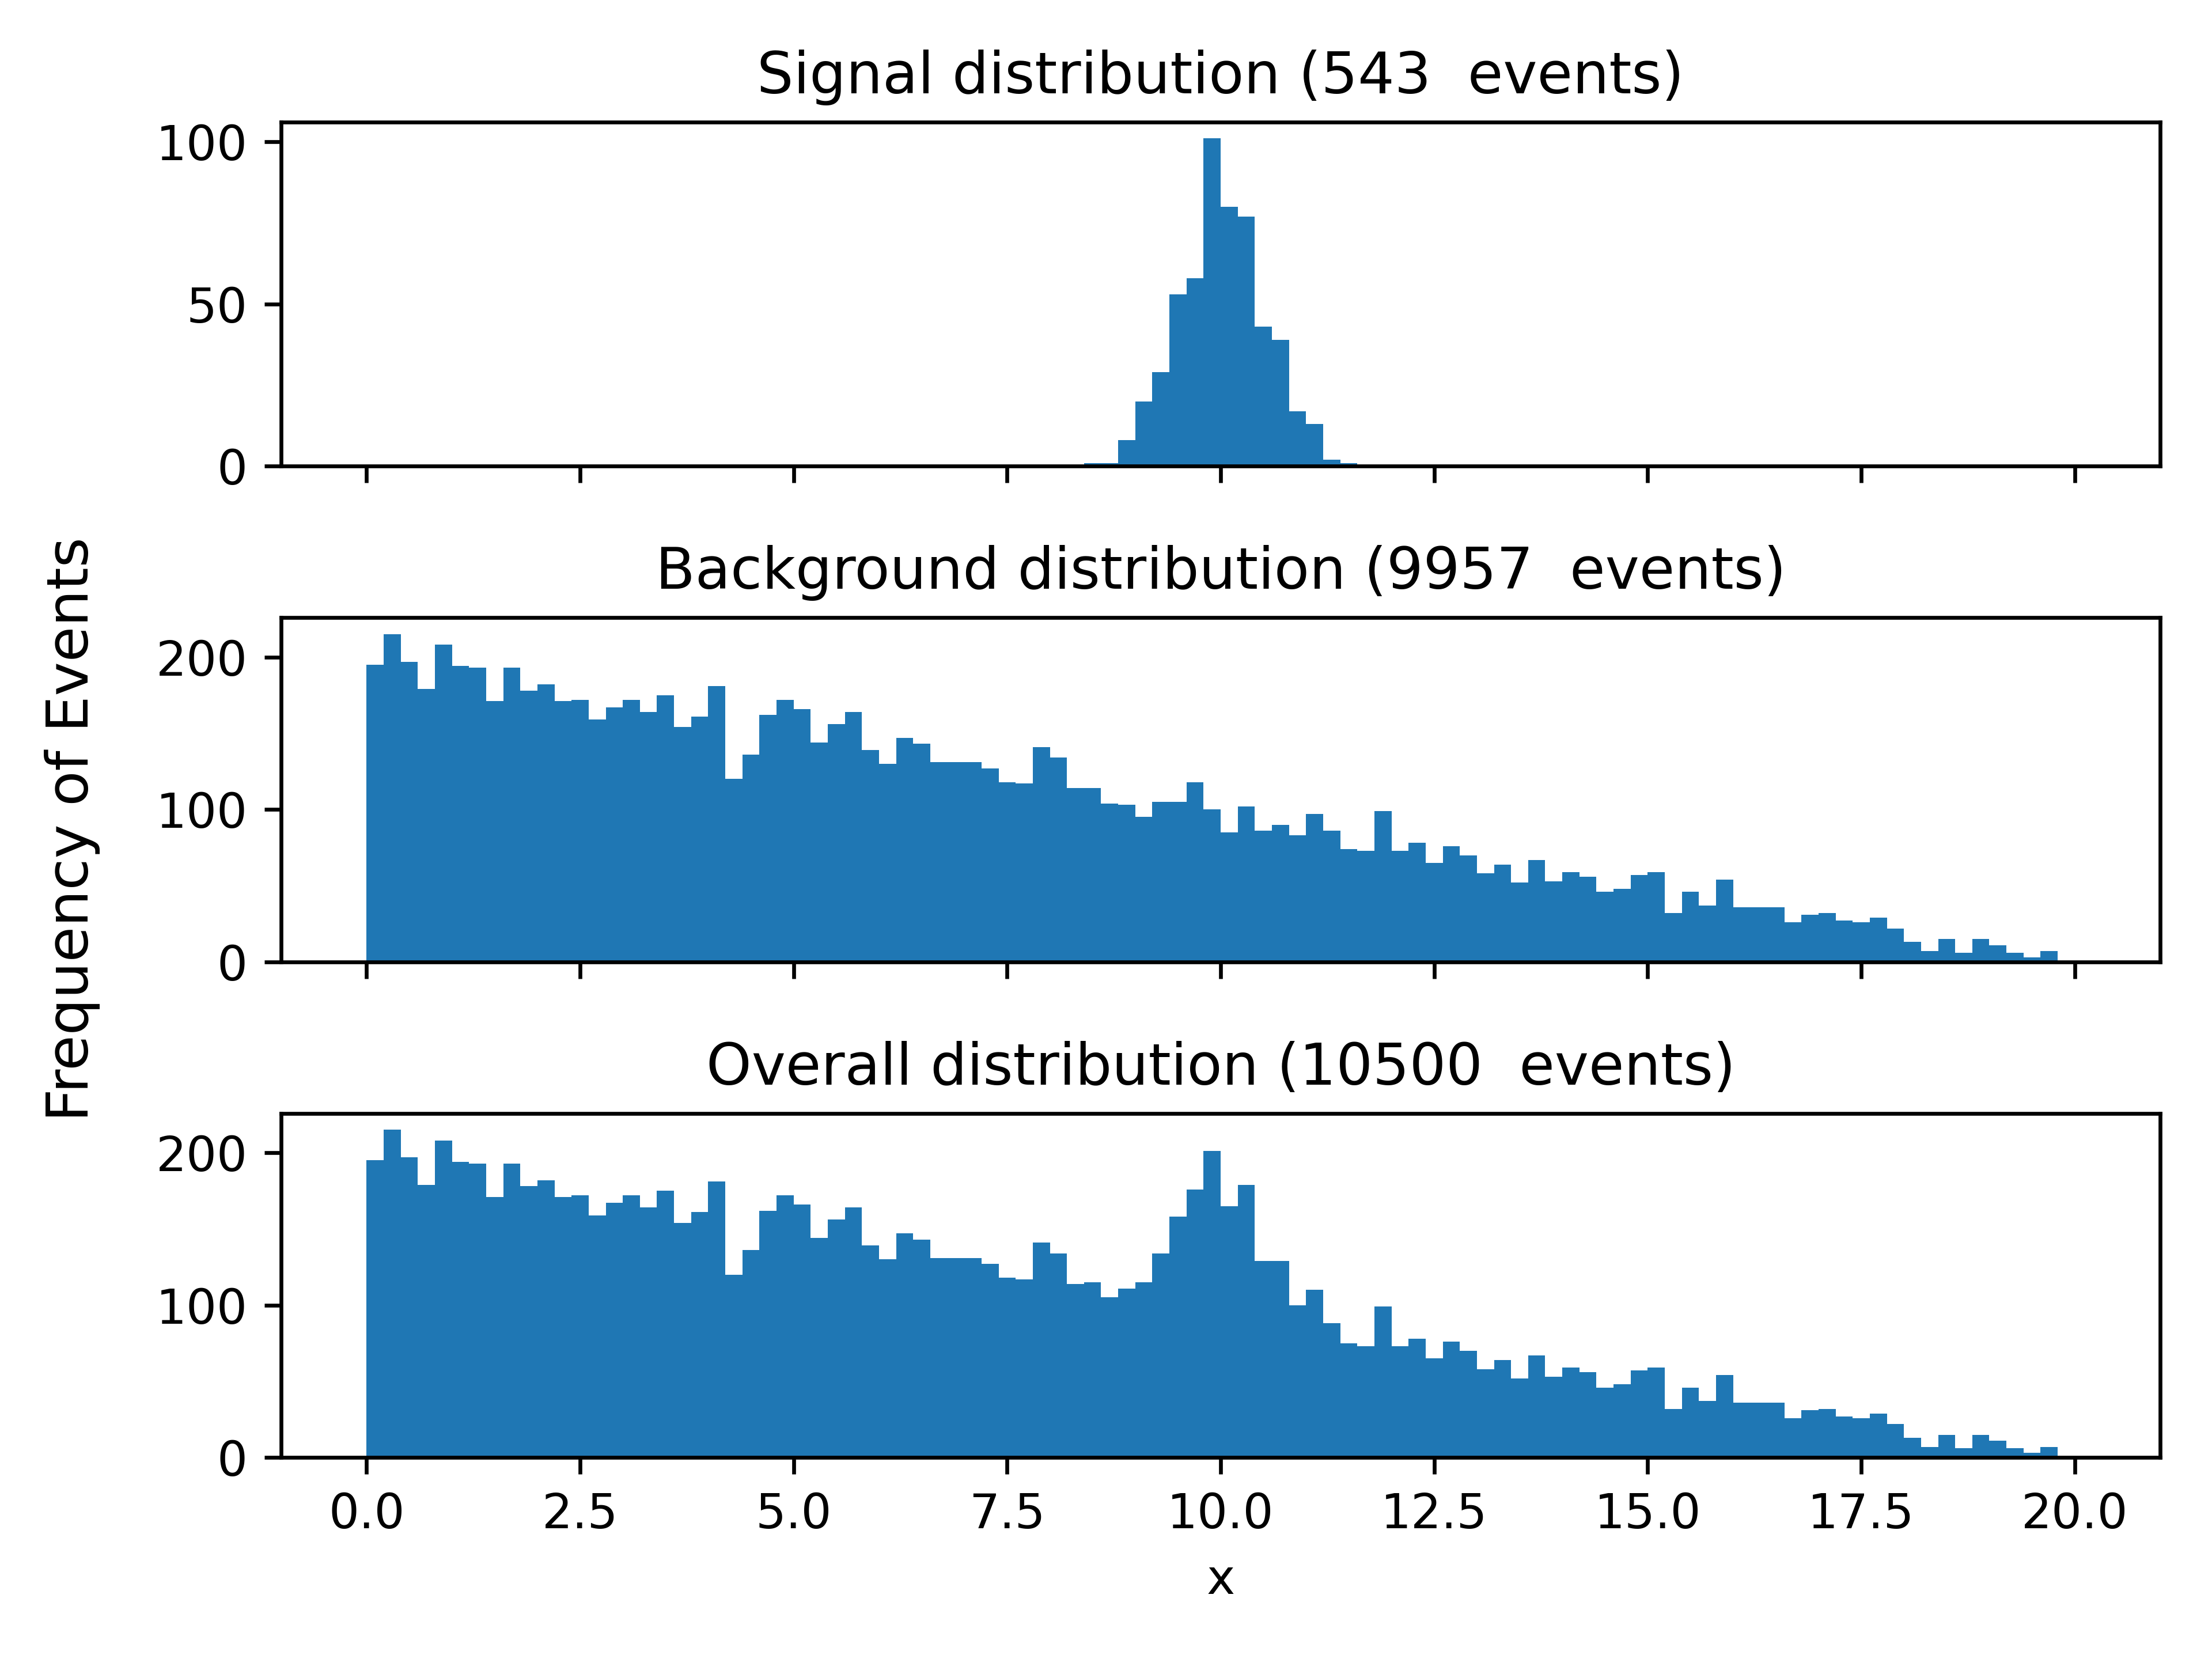 Signal distribution (543  events)
100
50
0
Frequency of Events
Background distribution (9957  events)
200
100
0
Overall distribution (10500  events)
200
100
0
0.0 2.5 5.0 7.5 10.0 12.5 15.0 17.5 20.0
x